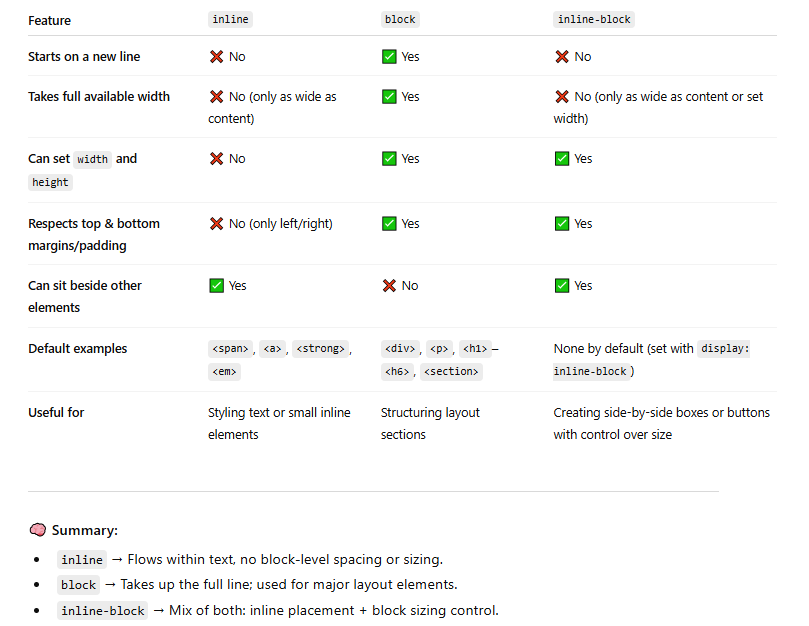 Feature inline block inline-block
Starts on a new line ❌ No ✅ Yes ❌ No
Takes full available width ❌ No (only as wide as ✅ Yes ❌ No (only as wide as content or set
content) width)
Can set width and ❌ No ✅ Yes ✅ Yes
height
Respects top & bottom ❌ No (only left/right) ✅ Yes ✅ Yes
margins/padding
Can sit beside other ✅ Yes ❌ No ✅ Yes
elements
Default examples <span>, <a>, <strong>, <div>, <p>, <h1>– None by default (set with display:
<em> <h6>, <section> inline-block)
Useful for Styling text or small inline Structuring layout Creating side-by-side boxes or buttons
elements sections with control over size
🧠 Summary:
• inline → Flows within text, no block-level spacing or sizing.
• block → Takes up the full line; used for major layout elements.
• inline-block → Mix of both: inline placement + block sizing control.